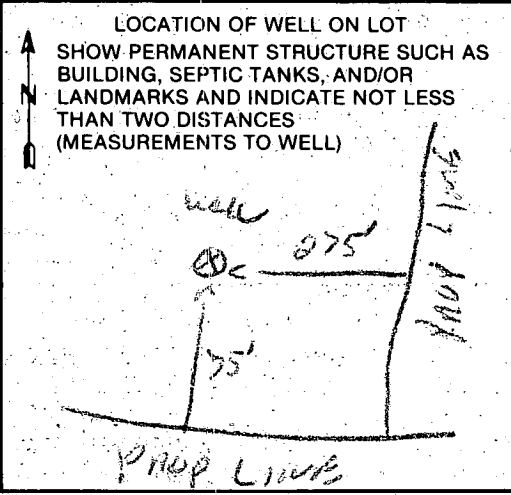 LOCATION OF WELL ON LOT
SHOW PERMANENT STRUCTURE SUCH AS
BUILDING, SEPTIC TANKS, AND/OR
N LANDMARKS AND INDICATE NOT LESS
THAN TWO DISTANCES
(MEASUREMENTS TO WELL)
Well
275'
75'
PROP LINE
PROP LINE